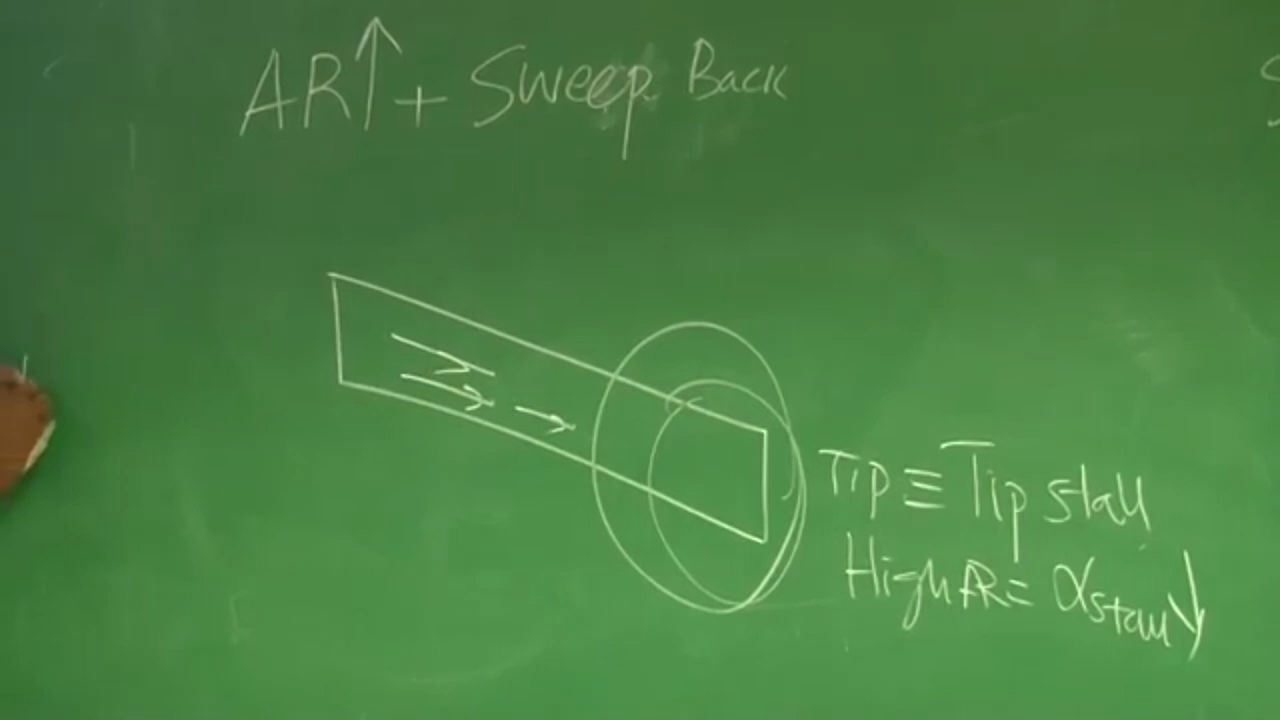 AR↑ + Sweep Back
Tip ≡ Tip stall
High AR = αstall ↓